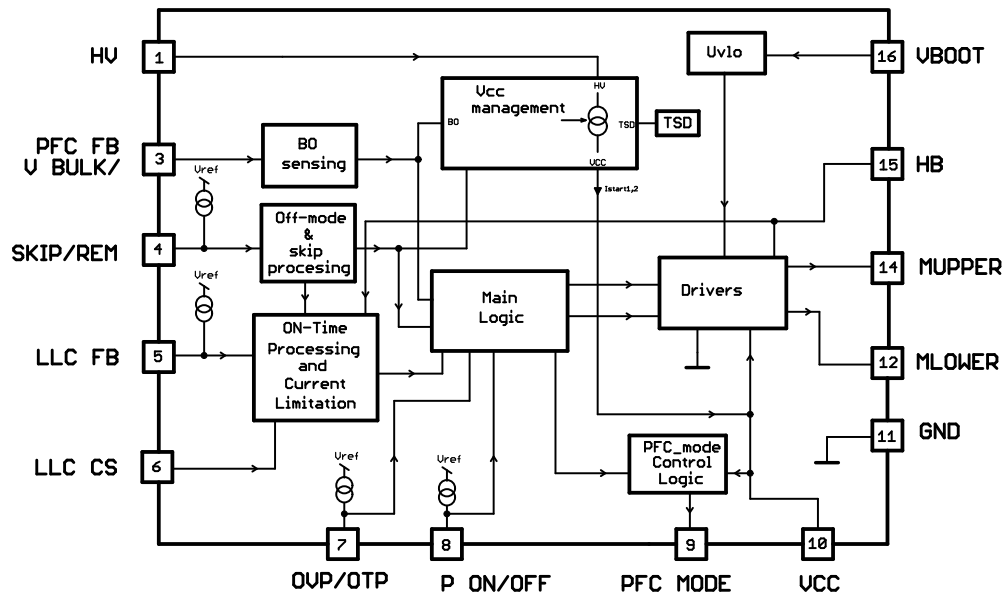 HV
1
Uvlo
16
VBOOT
HV
Vcc
management
BO
TSD
TSD
VCC
PFC FB
V BULK/
3
BO
sensing
15
HB
Vref
Istart1,2
SKIP/REM
4
Off-mode
&
skip
procesing
14
MUPPER
Vref
Main
Logic
Drivers
LLC FB
5
ON-Time
Processing
and
Current
Limitation
12
MLOWER
11
GND
PFC_mode
Control
Logic
LLC CS
6
Vref
Vref
7
8
9
10
OVP/OTP
P ON/OFF
PFC MODE
VCC